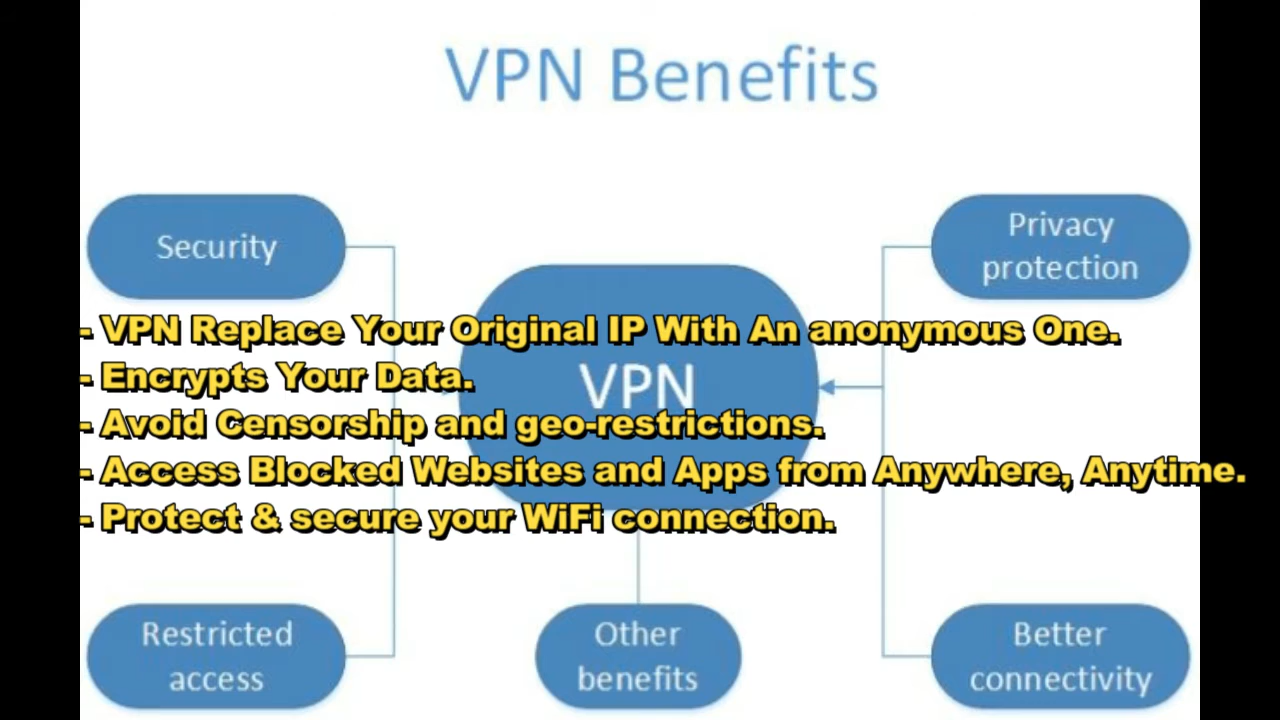 VPN Benefits
Security
Privacy
protection
- VPN Replace Your Original IP With An anonymous One.
VPN
- Encrypts Your Data.
- Avoid Censorship and geo-restrictions.
- Access Blocked Websites and Apps from Anywhere, Anytime.
- Protect & secure your WiFi connection.
Restricted
access
Other
benefits
Better
connectivity